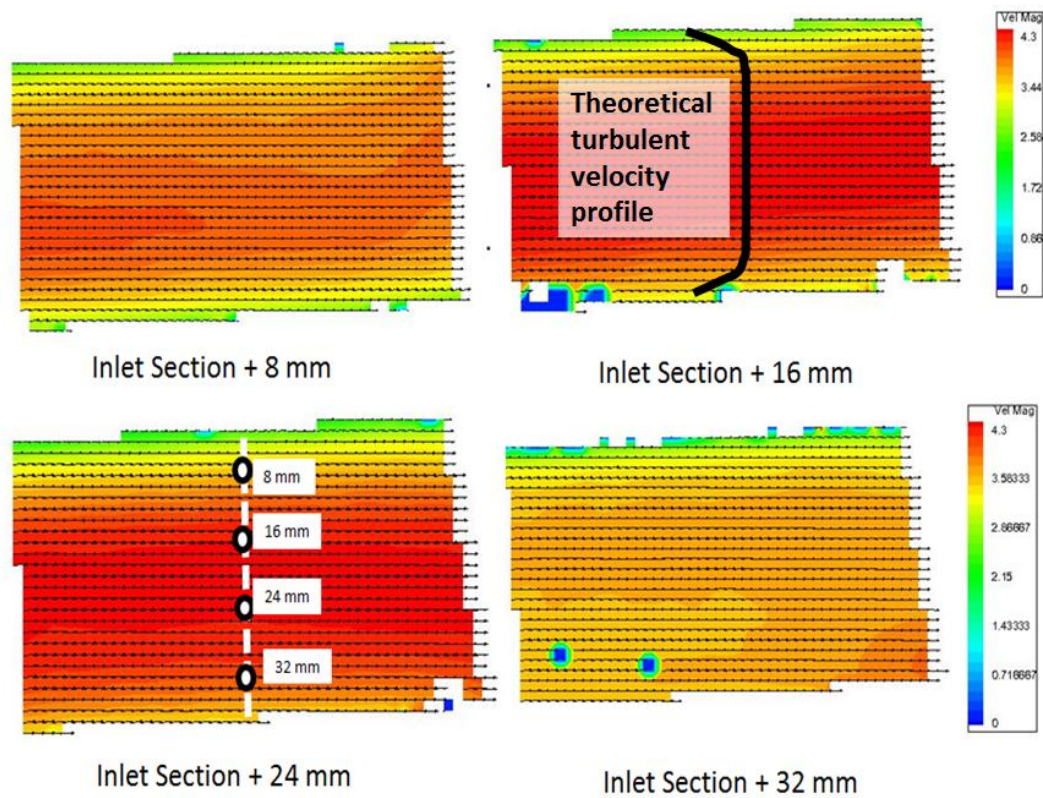 Vel Mag
4.3
3.44
2.58
1.72
0.86
0
Theoretical
turbulent
velocity
profile
Inlet Section + 8 mm
Inlet Section + 16 mm
Vel Mag
4.3
3.58333
2.86667
2.15
1.43333
0.716667
0
8 mm
16 mm
24 mm
32 mm
Inlet Section + 24 mm
Inlet Section + 32 mm